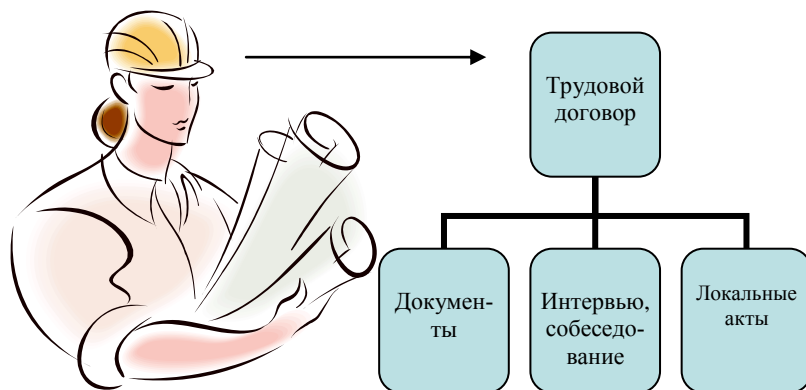 Трудовой
договор
Докумен-
ты
Интервью,
собеседо-
вание
Локальные
акты